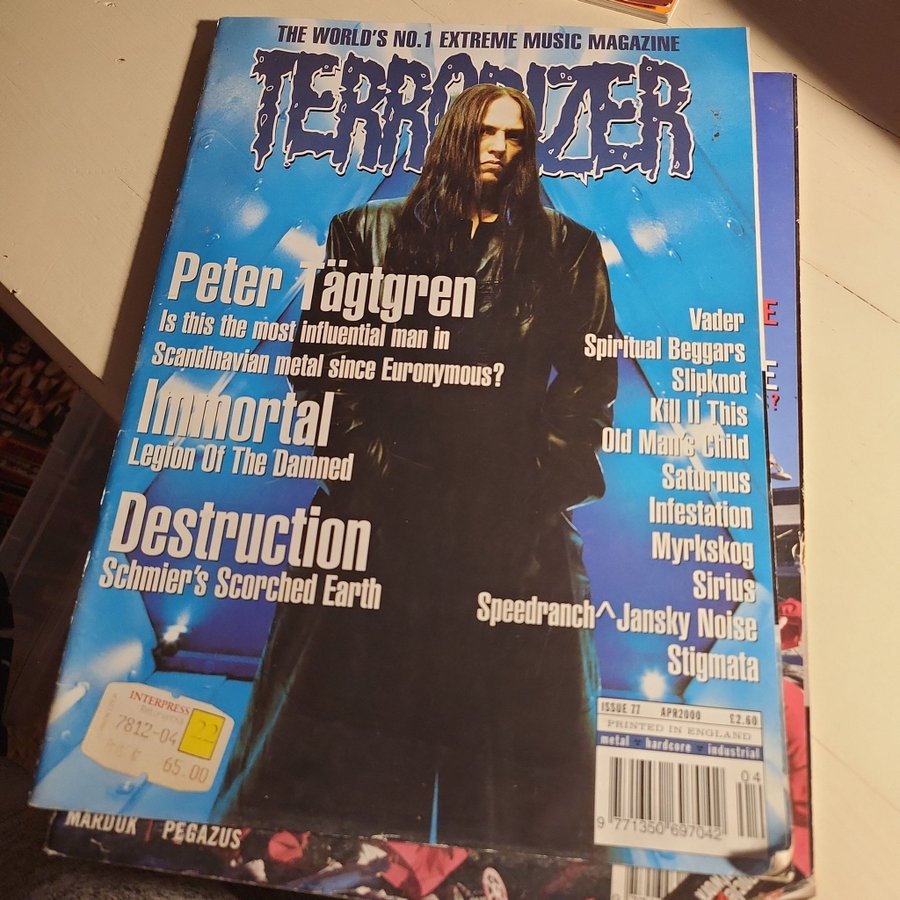 THE WORLD'S NO.1 EXTREME MUSIC MAGAZINE
TERRORIZER
Peter Tägtgren
Is this the most influential man in
Scandinavian metal since Euronymous?
Immortal
Legion Of The Damned
Destruction
Schmier's Scorched Earth
Vader
Spiritual Beggars
Slipknot
Kill II This
Old Man's Child
Saturnus
Infestation
Myrkskog
Sirius
Speedranch^Jansky Noise
Stigmata
INTERPRESS
7812-04
22
65.00
ISSUE 77 APR2000 £2.60
PRINTED IN ENGLAND
metal hardcore industrial
04
9 771350 697042
MARDUK | PEGAZUS
E
E
?